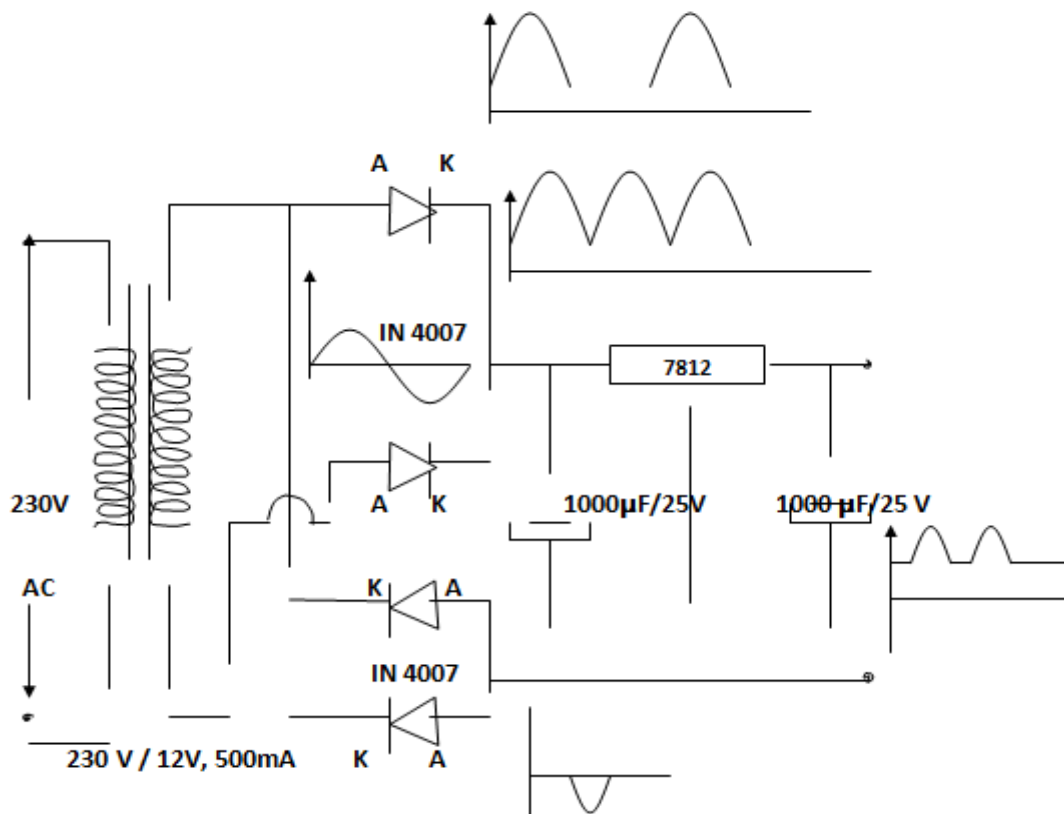 A K
IN 4007
7812
A K
230V
1000µF/25V
1000 µF/25 V
AC
K A
IN 4007
230 V / 12V, 500mA
K A